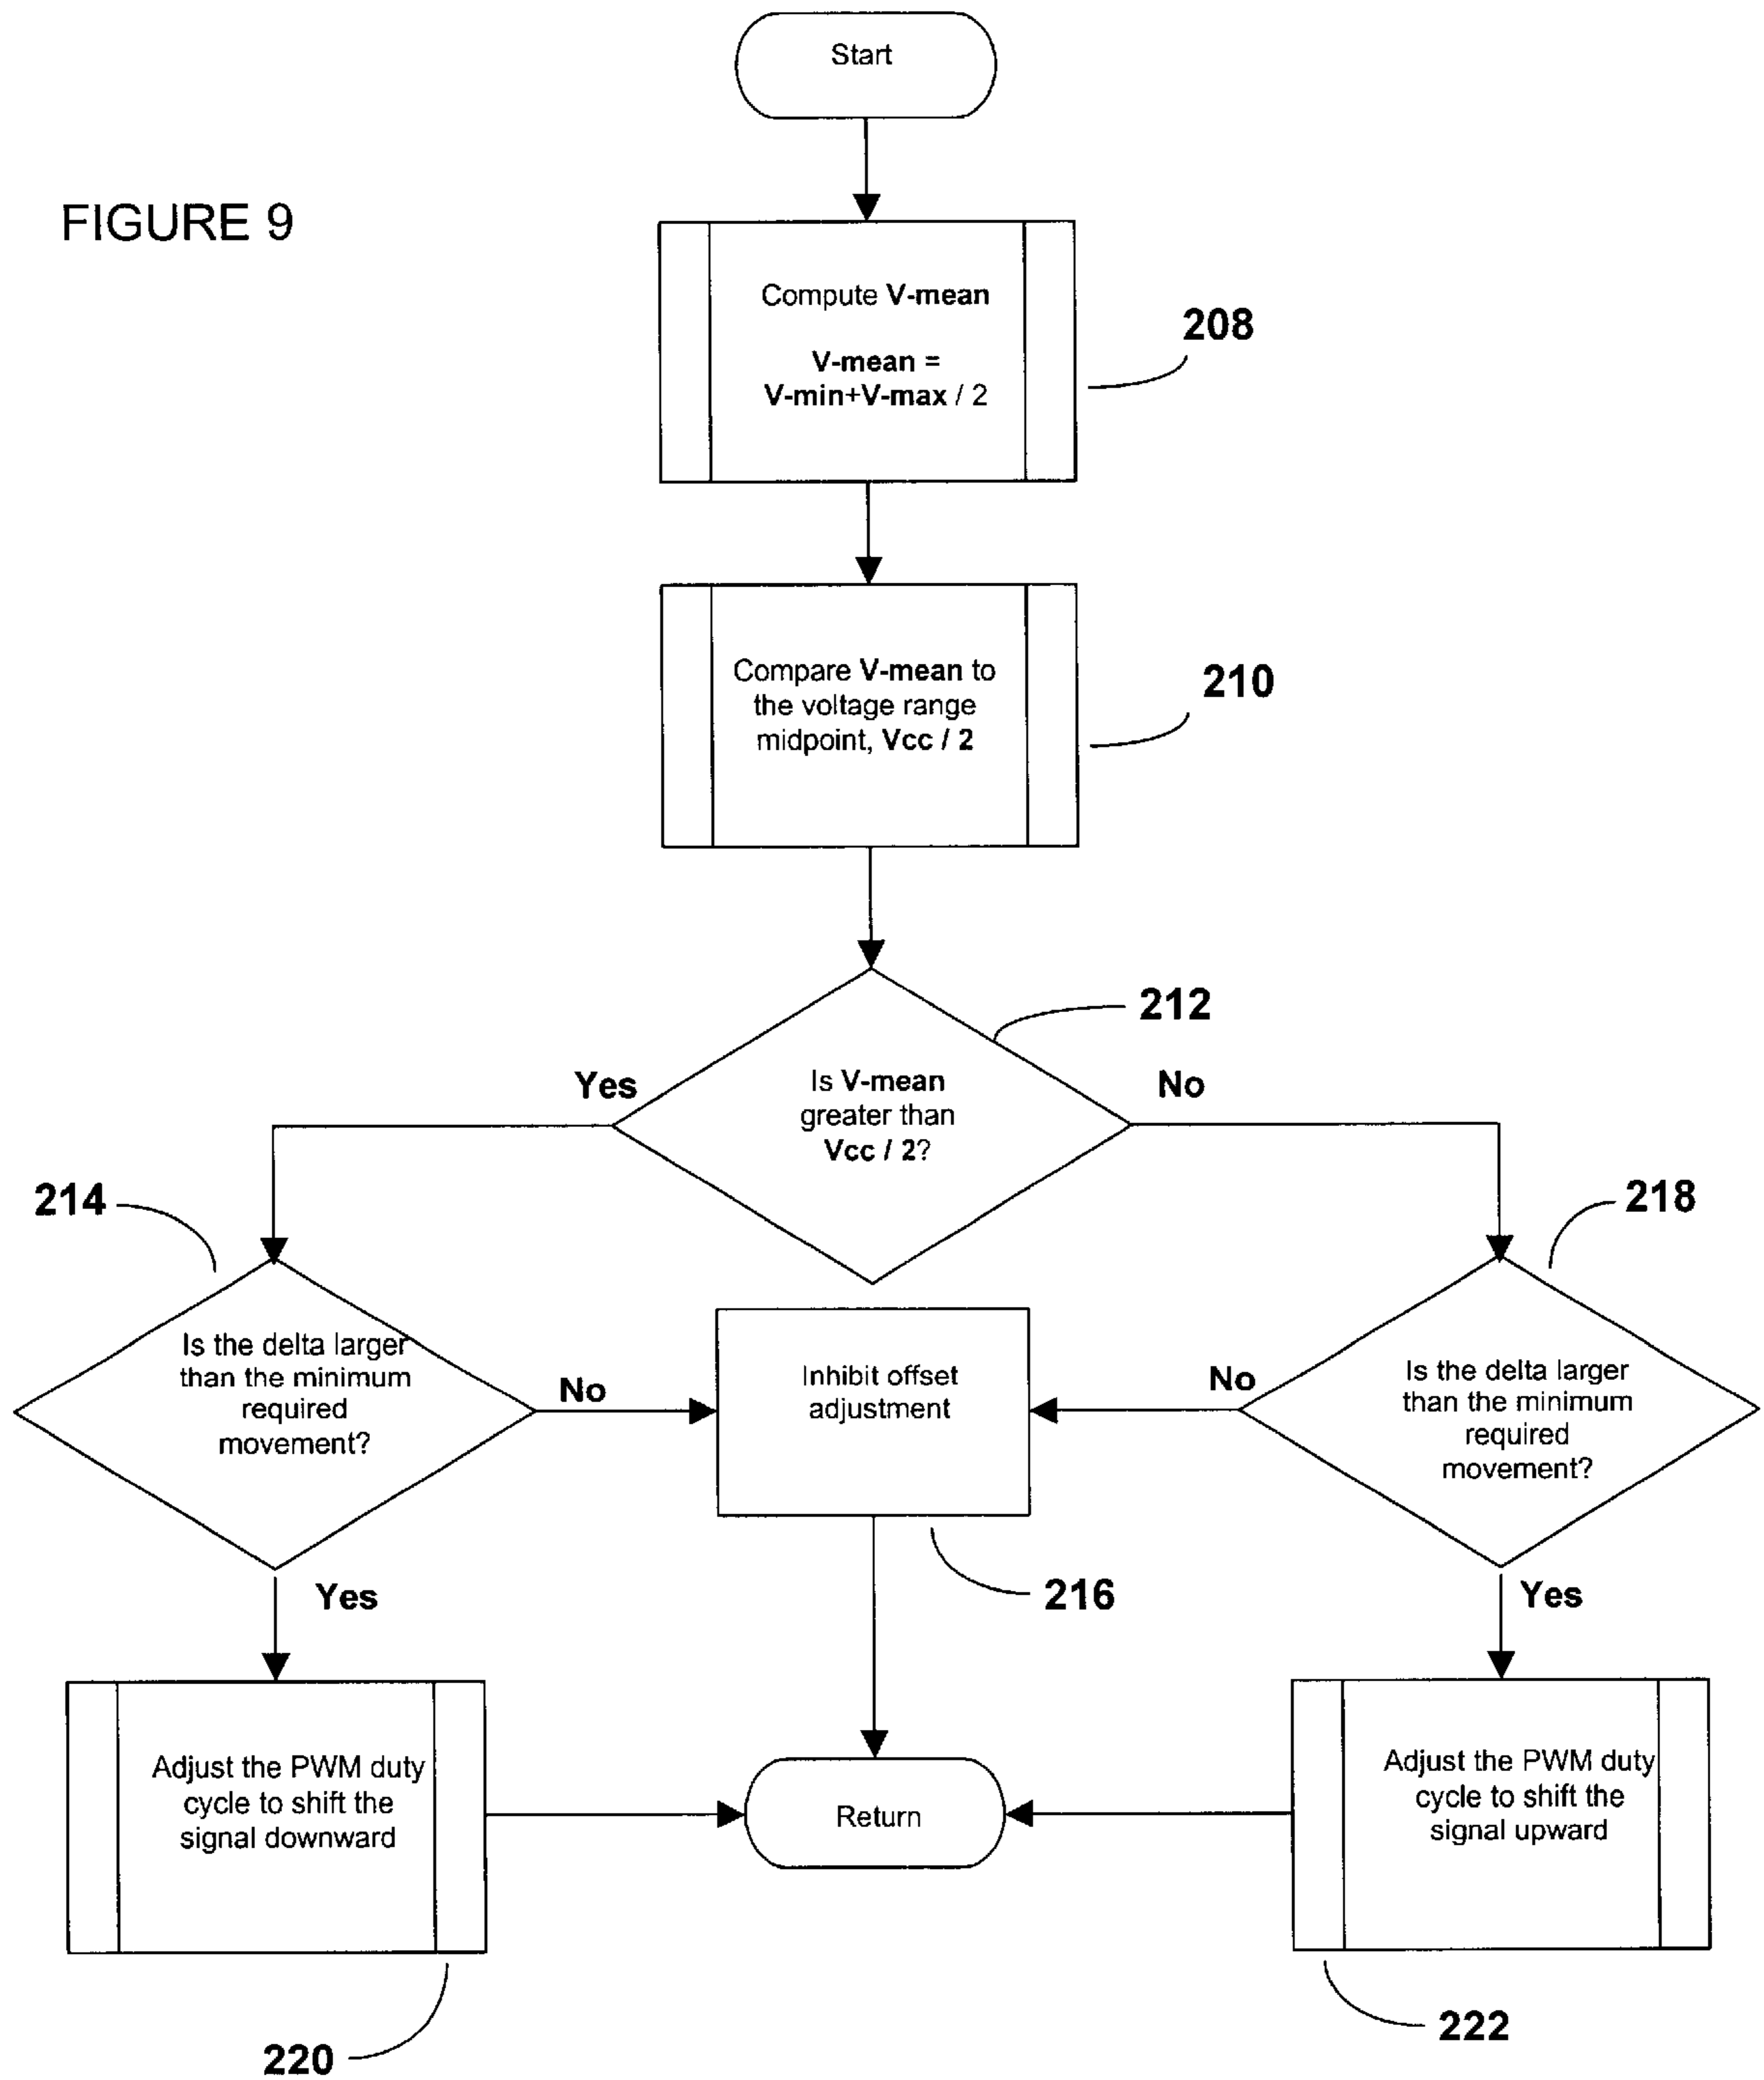 Start
FIGURE 9
Compute V-mean
V-mean =
V-min+V-max / 2
208
Compare V-mean to
the voltage range
midpoint, Vcc / 2
210
212
Is V-mean
greater than
Vcc / 2?
Yes
No
214
218
Is the delta larger
than the minimum
required
movement?
No
Inhibit offset
adjustment
No
Is the delta larger
than the minimum
required
movement?
216
Yes
Yes
Adjust the PWM duty
cycle to shift the
signal downward
Return
Adjust the PWM duty
cycle to shift the
signal upward
220
222